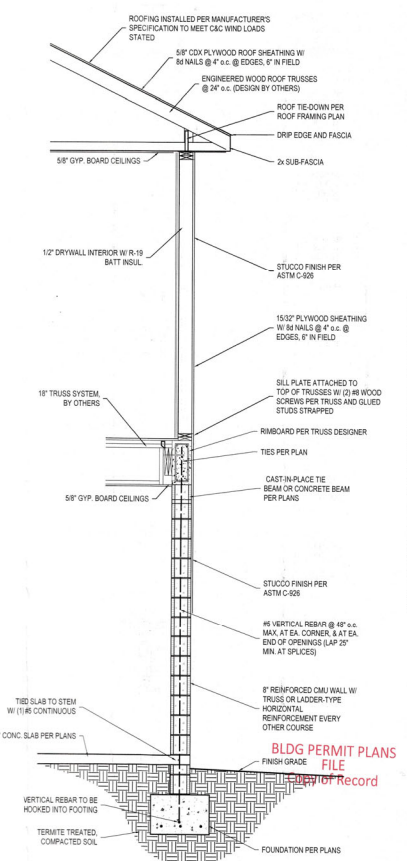 ROOFING INSTALLED PER MANUFACTURER'S
SPECIFICATION TO MEET C&C WIND LOADS
STATED
5/8" CDX PLYWOOD ROOF SHEATHING W/
8d NAILS @ 4" o.c. @ EDGES, 6" IN FIELD
ENGINEERED WOOD ROOF TRUSSES
@ 24" o.c. (DESIGN BY OTHERS)
ROOF TIE-DOWN PER
ROOF FRAMING PLAN
DRIP EDGE AND FASCIA
5/8" GYP. BOARD CEILINGS
2x SUB-FASCIA
1/2" DRYWALL INTERIOR W/ R-19
BATT INSUL.
STUCCO FINISH PER
ASTM C-926
15/32" PLYWOOD SHEATHING
W/ 8d NAILS @ 4" o.c. @
EDGES, 6" IN FIELD
SILL PLATE ATTACHED TO
TOP OF TRUSSES W/ (2) #8 WOOD
SCREWS PER TRUSS AND GLUED
STUDS STRAPPED
18" TRUSS SYSTEM,
BY OTHERS
RIMBOARD PER TRUSS DESIGNER
TIES PER PLAN
5/8" GYP. BOARD CEILINGS
CAST-IN-PLACE TIE
BEAM OR CONCRETE BEAM
PER PLANS
STUCCO FINISH PER
ASTM C-926
#5 VERTICAL REBAR @ 48" o.c.
MAX, AT EA. CORNER, & AT EA.
END OF OPENINGS (LAP 25"
MIN. AT SPLICES)
8" REINFORCED CMU WALL W/
TRUSS OR LADDER-TYPE
HORIZONTAL
REINFORCEMENT EVERY
OTHER COURSE
TIED SLAB TO STEM
W/ (1) #5 CONTINUOUS
CONC. SLAB PER PLANS
BLDG PERMIT PLANS
FILE
Copy of Record
FINISH GRADE
VERTICAL REBAR TO BE
HOOKED INTO FOOTING
TERMITE TREATED,
COMPACTED SOIL
FOUNDATION PER PLANS